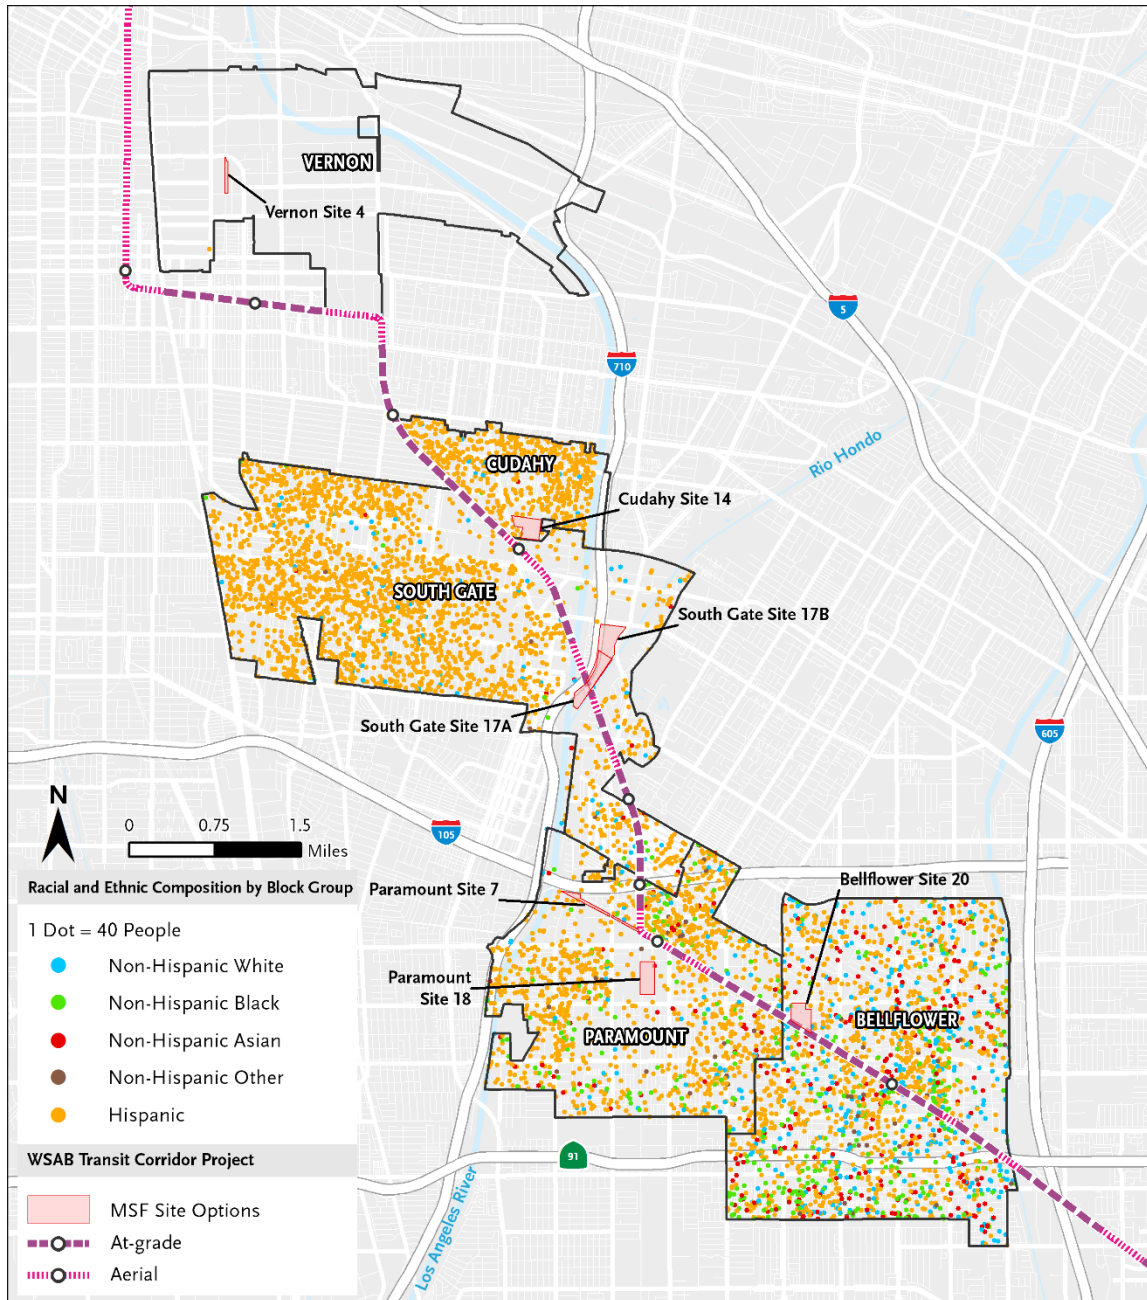 VERNON
Vernon Site 4
5
710
Rio Hondo
CUDAHY
Cudahy Site 14
SOUTH GATE
South Gate Site 17B
South Gate Site 17A
605
N
0 0.75 1.5
Miles
105
Racial and Ethnic Composition by Block Group
1 Dot = 40 People
Non-Hispanic White
Non-Hispanic Black
Non-Hispanic Asian
Non-Hispanic Other
Hispanic
WSAB Transit Corridor Project
MSF Site Options
At-grade
Aerial
Paramount Site 7
Bellflower Site 20
Paramount
Site 18
PARAMOUNT
BELLFLOWER
91
Los Angeles River